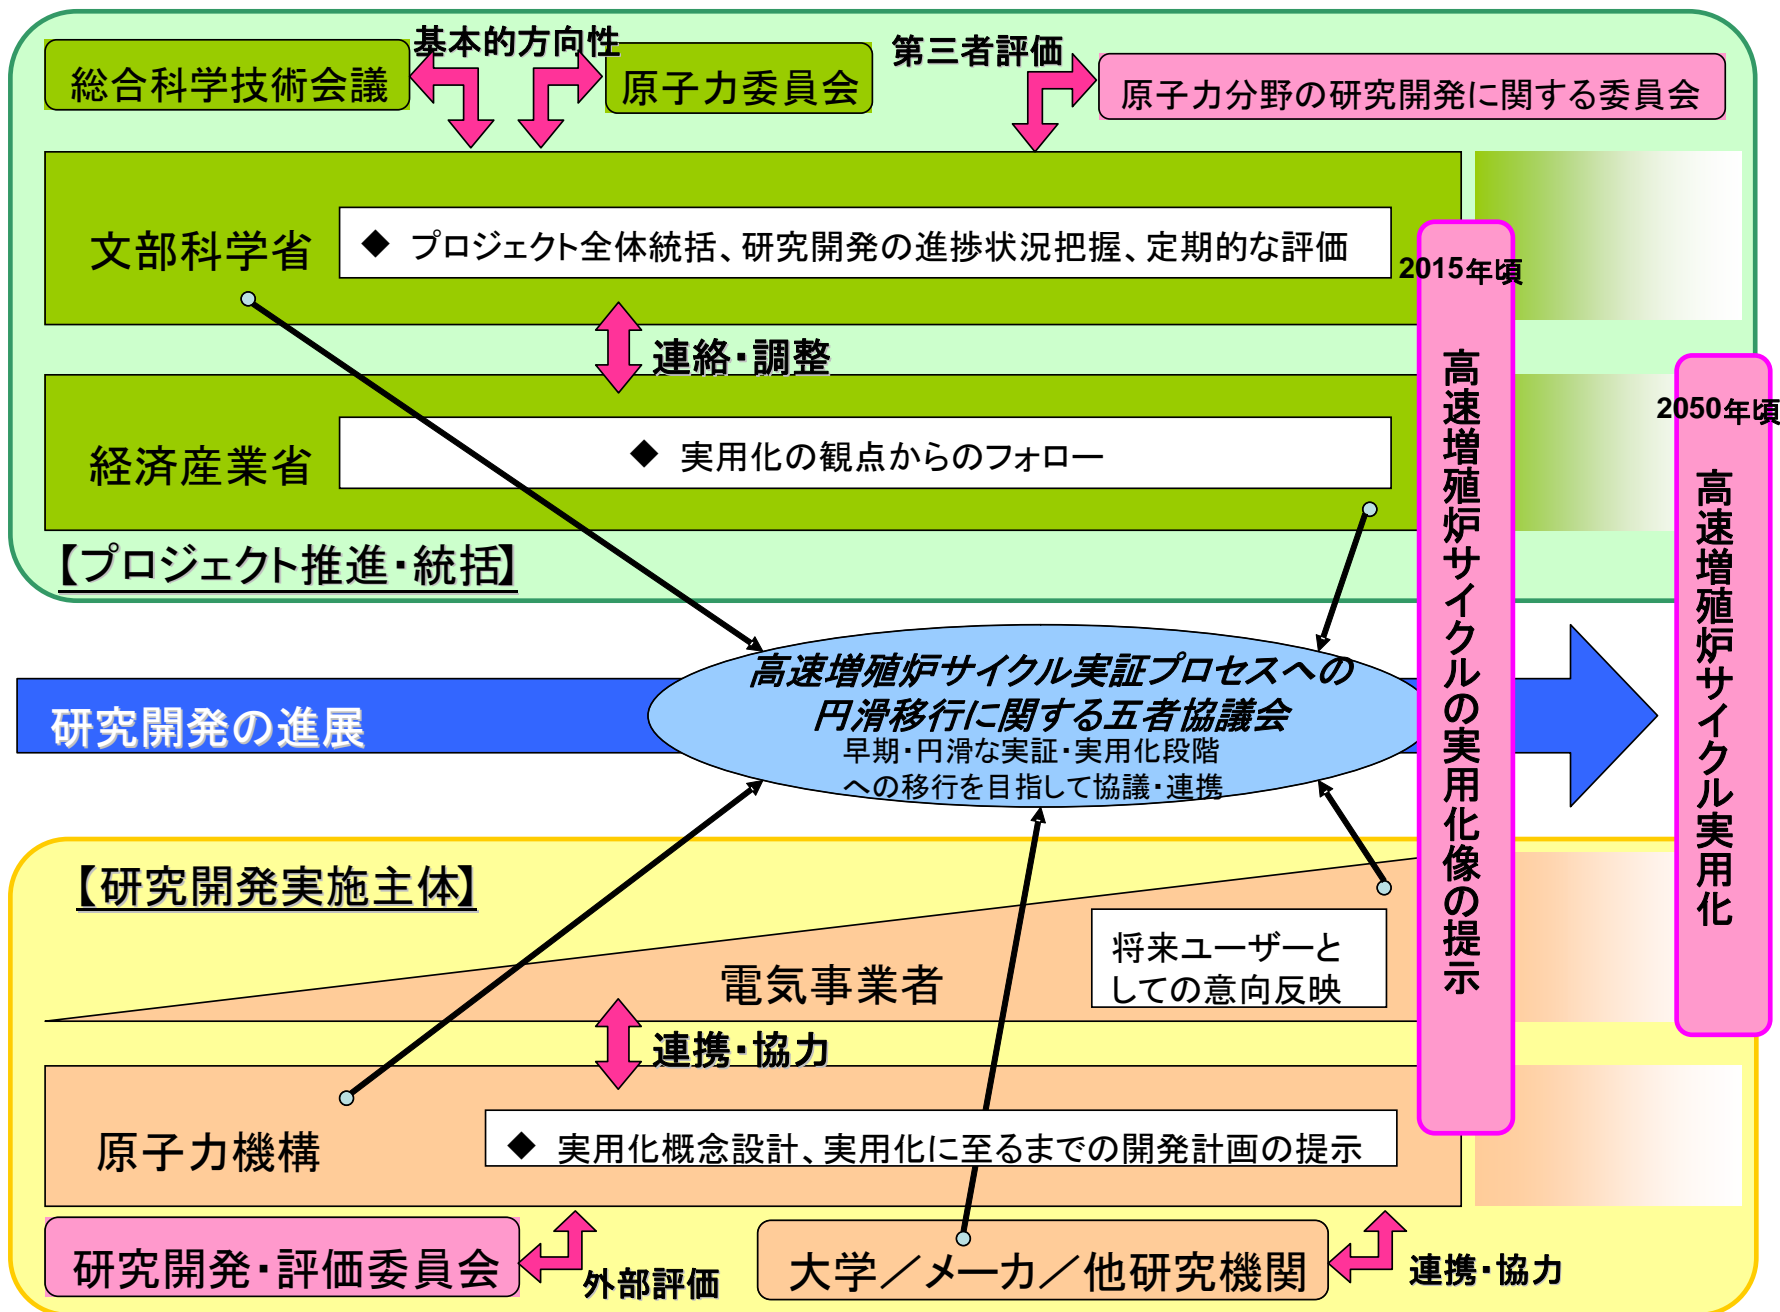 基本的方向性
第三者評価
総合科学技術会議
原子力委員会
原子力分野の研究開発に関する委員会
文部科学省
◆ プロジェクト全体統括、研究開発の進捗状況把握、定期的な評価
連絡・調整
経済産業省
◆ 実用化の観点からのフォロー
【プロジェクト推進・統括】
2015年頃
高速増殖炉サイクルの実用化像の提示
2050年頃
高速増殖炉サイクル実用化
研究開発の進展
高速増殖炉サイクル実証プロセスへの
円滑移行に関する五者協議会
早期・円滑な実証・実用化段階
への移行を目指して協議・連携
【研究開発実施主体】
電気事業者
将来ユーザーと
しての意向反映
連携・協力
原子力機構
◆ 実用化概念設計、実用化に至るまでの開発計画の提示
研究開発・評価委員会
外部評価
大学／メーカ／他研究機関
連携・協力